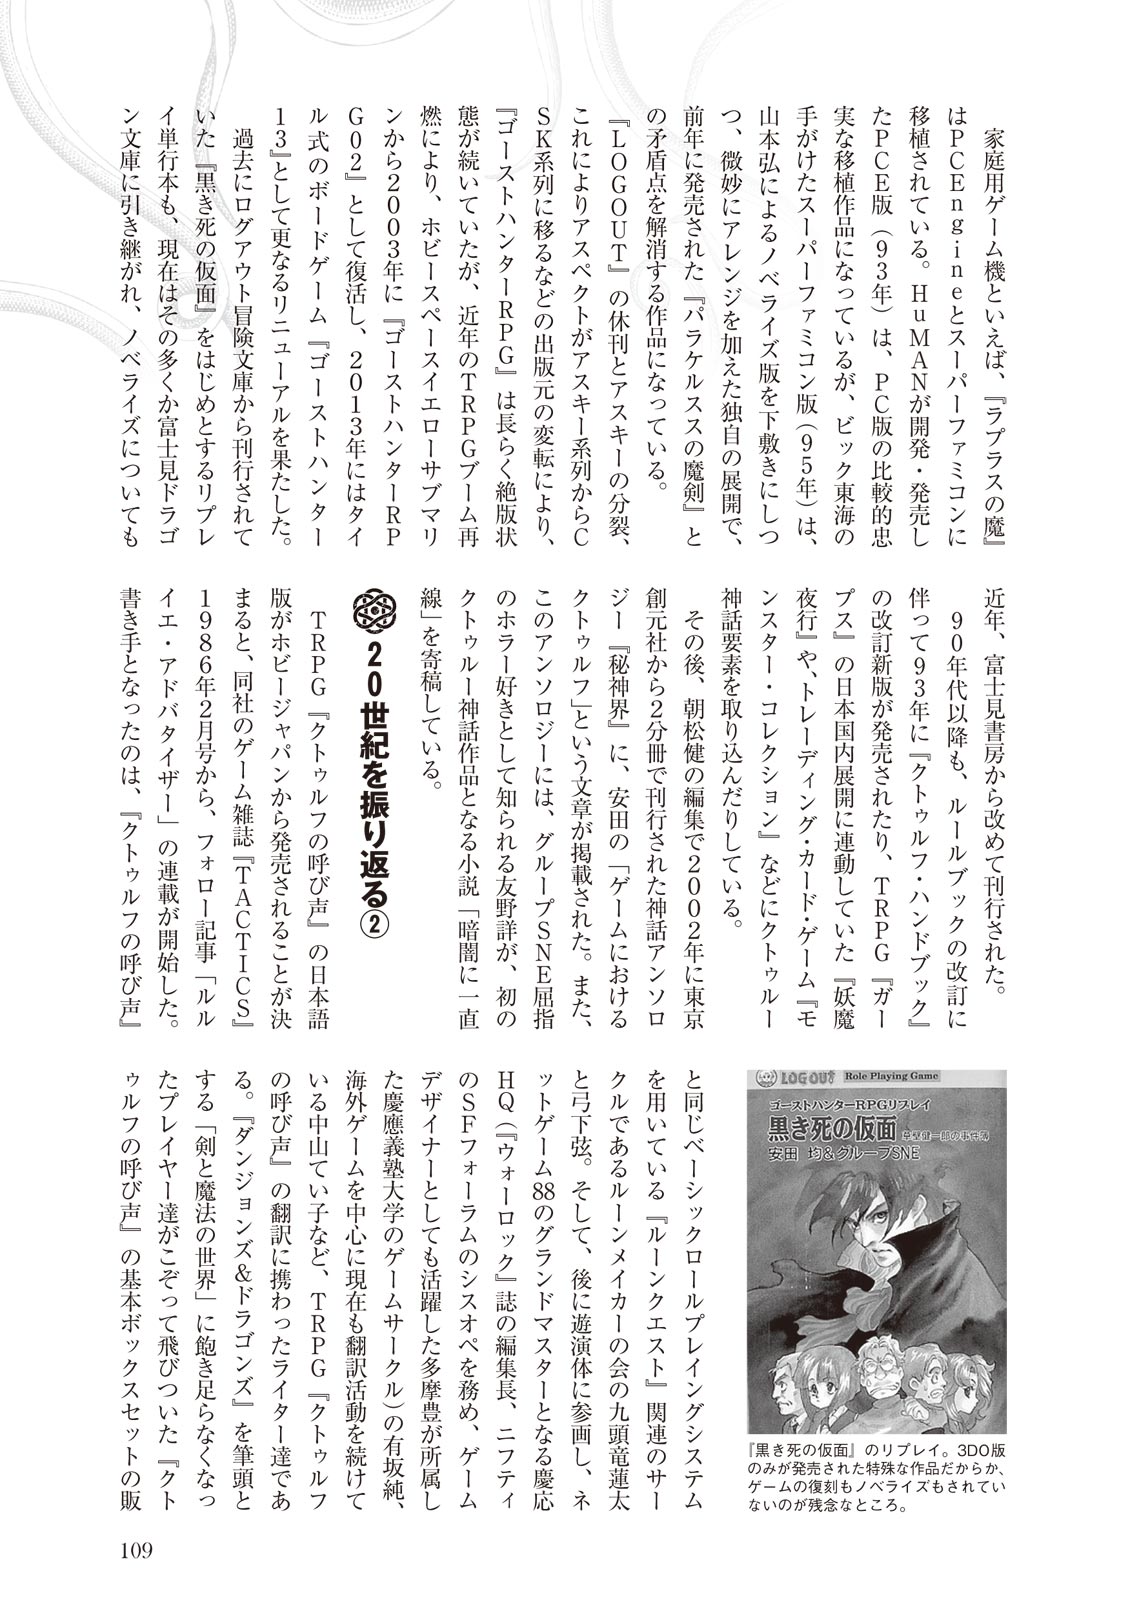 家庭用ゲーム機といえば、『ラプラスの魔』
はＰＣＥｎｇｉｎｅとスーパーファミコンに
移植されている。ＨｕＭＡＮが開発・発売し
たＰＣＥ版（９３年）は、ＰＣ版の比較的忠
実な移植作品になっているが、ビック東海の
手がけたスーパーファミコン版（９５年）は、
山本弘によるノベライズ版を下敷きにしつ
つ、微妙にアレンジを加えた独自の展開で、
前年に発売された『パラケルススの魔剣』と
の矛盾点を解消する作品になっている。
　『ＬＯＧＯＵＴ』の休刊とアスキーの分裂、
これによりアスペクトがアスキー系列からＣ
ＳＫ系列に移るなどの出版元の変転により、
『ゴーストハンターＲＰＧ』は長らく絶版状
態が続いていたが、近年のＴＲＰＧブーム再
燃により、ホビースペースイエローサブマリ
ンから２００３年に『ゴーストハンターＲＰ
Ｇ０２』として復活し、２０１３年にはタイ
ル式のボードゲーム『ゴーストハンター
１３』として更なるリニューアルを果たした。
　過去にログアウト冒険文庫から刊行されて
いた『黒き死の仮面』をはじめとするリプレ
イ単行本も、現在はその多くか富士見ドラゴ
ン文庫に引き継がれ、ノベライズについても
近年、富士見書房から改めて刊行された。
　９０年代以降も、ルールブックの改訂に
伴って９３年に『クトゥルフ・ハンドブック』
の改訂新版が発売されたり、ＴＲＰＧ『ガー
プス』の日本国内展開に連動していた『妖魔
夜行』や、トレーディング・カード・ゲーム『モ
ンスター・コレクション』などにクトゥルー
神話要素を取り込んだりしている。
　その後、朝松健の編集で２００２年に東京
創元社から２分冊で刊行された神話アンソロ
ジー『秘神界』に、安田の「ゲームにおける
クトゥルフ」という文章が掲載された。また、
このアンソロジーには、グループＳＮＥ屈指
のホラー好きとして知られる友野詳が、初の
クトゥルー神話作品となる小説「暗闇に一直
線」を寄稿している。
２０世紀を振り返る②
　ＴＲＰＧ『クトゥルフの呼び声』の日本語
版がホビージャパンから発売されることが決
まると、同社のゲーム雑誌『ＴＡＣＴＩＣＳ』
１９８６年２月号から、フォロー記事「ルル
イエ・アドバタイザー」の連載が開始した。
書き手となったのは、『クトゥルフの呼び声』
と同じベーシックロールプレイングシステム
を用いている『ルーンクエスト』関連のサー
クルであるルーンメイカーの会の九頭竜蓮太
と弓下弦。そして、後に遊演体に参画し、ネ
ットゲーム88のグランドマスターとなる慶応
ＨＱ（『ウォーロック』誌の編集長、ニフティ
のＳＦフォーラムのシスオペを務め、ゲーム
デザイナーとしても活躍した多摩豊が所属し
た慶應義塾大学のゲームサークル）の有坂純、
海外ゲームを中心に現在も翻訳活動を続けて
いる中山てい子など、ＴＲＰＧ『クトゥルフ
の呼び声』の翻訳に携わったライター達であ
る。『ダンジョンズ＆ドラゴンズ』を筆頭と
する「剣と魔法の世界」に飽き足らなくなっ
たプレイヤー達がこぞって飛びついた『クト
ゥルフの呼び声』の基本ボックスセットの販
LOGOUT Role Playing Game
ゴーストハンターRPGリプレイ
黒き死の仮面 草壁健一郎の事件簿
安田 均&グループSNE
『黒き死の仮面』のリプレイ。3DO版
のみが発売された特殊な作品だからか、
ゲームの復刻もノベライズもされてい
ないのが残念なところ。
109